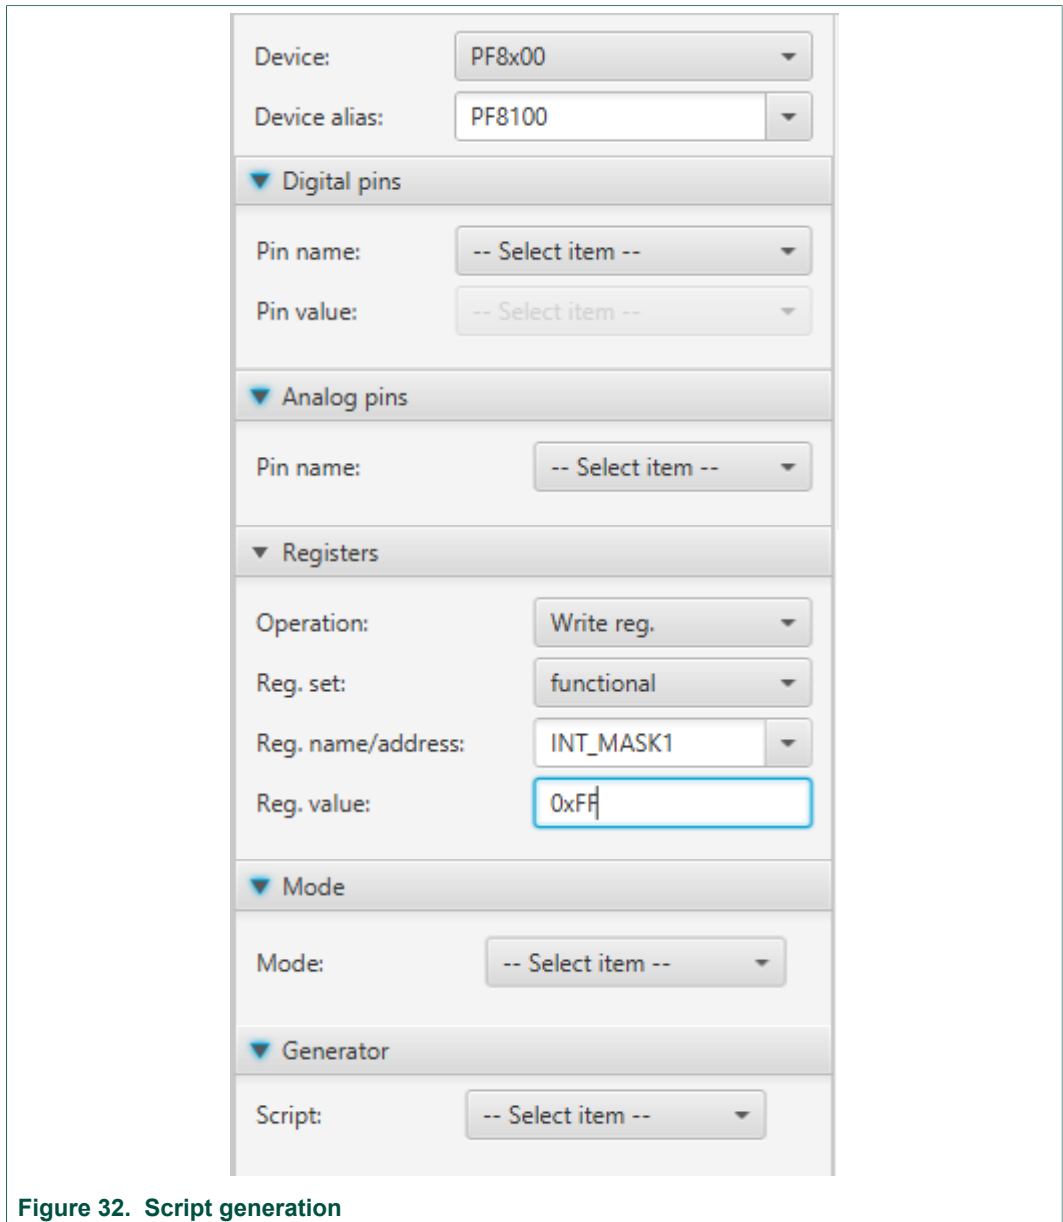 Device: PF8x00
Device alias: PF8100
Digital pins
Pin name: -- Select item --
Pin value: -- Select item --
Analog pins
Pin name: -- Select item --
Registers
Operation: Write reg.
Reg. set: functional
Reg. name/address: INT_MASK1
Reg. value: 0xFF
Mode
Mode: -- Select item --
Generator
Script: -- Select item --
Figure 32. Script generation